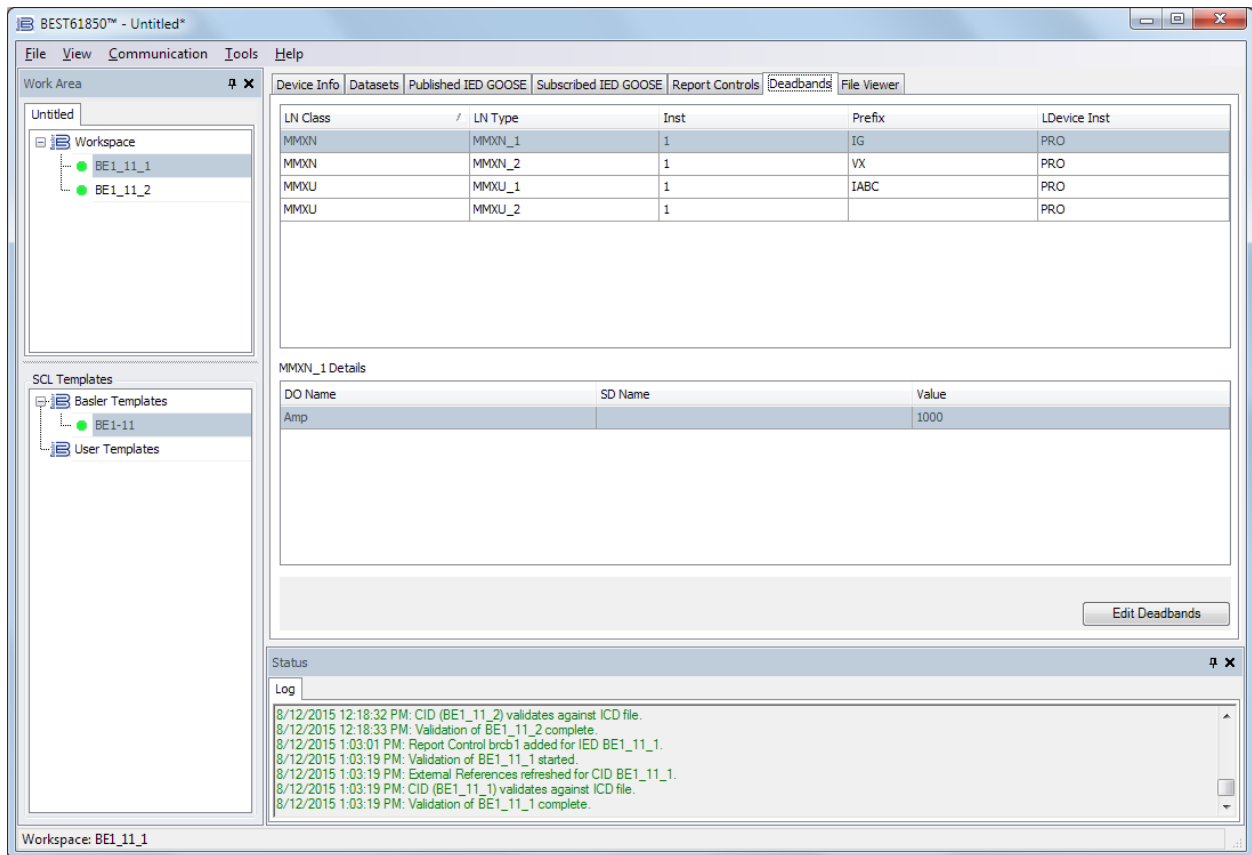 BEST61850™ - Untitled*
File View Communication Tools Help
Work Area
Untitled
Workspace
BE1_11_1
BE1_11_2
SCL Templates
Basler Templates
BE1-11
User Templates
Device Info Datasets Published IED GOOSE Subscribed IED GOOSE Report Controls Deadbands File Viewer
LN Class LN Type Inst Prefix LDevice Inst
MMXN MMXN_1 1 IG PRO
MMXN MMXN_2 1 VX PRO
MMXU MMXU_1 1 IABC PRO
MMXU MMXU_2 1 PRO
MMXN_1 Details
DO Name SD Name Value
Amp 1000
Edit Deadbands
Status
Log
8/12/2015 12:18:32 PM: CID (BE1_11_2) validates against ICD file.
8/12/2015 12:18:33 PM: Validation of BE1_11_2 complete.
8/12/2015 1:03:01 PM: Report Control brcb1 added for IED BE1_11_1.
8/12/2015 1:03:19 PM: Validation of BE1_11_1 started.
8/12/2015 1:03:19 PM: External References refreshed for CID BE1_11_1.
8/12/2015 1:03:19 PM: CID (BE1_11_1) validates against ICD file.
8/12/2015 1:03:19 PM: Validation of BE1_11_1 complete.
Workspace: BE1_11_1